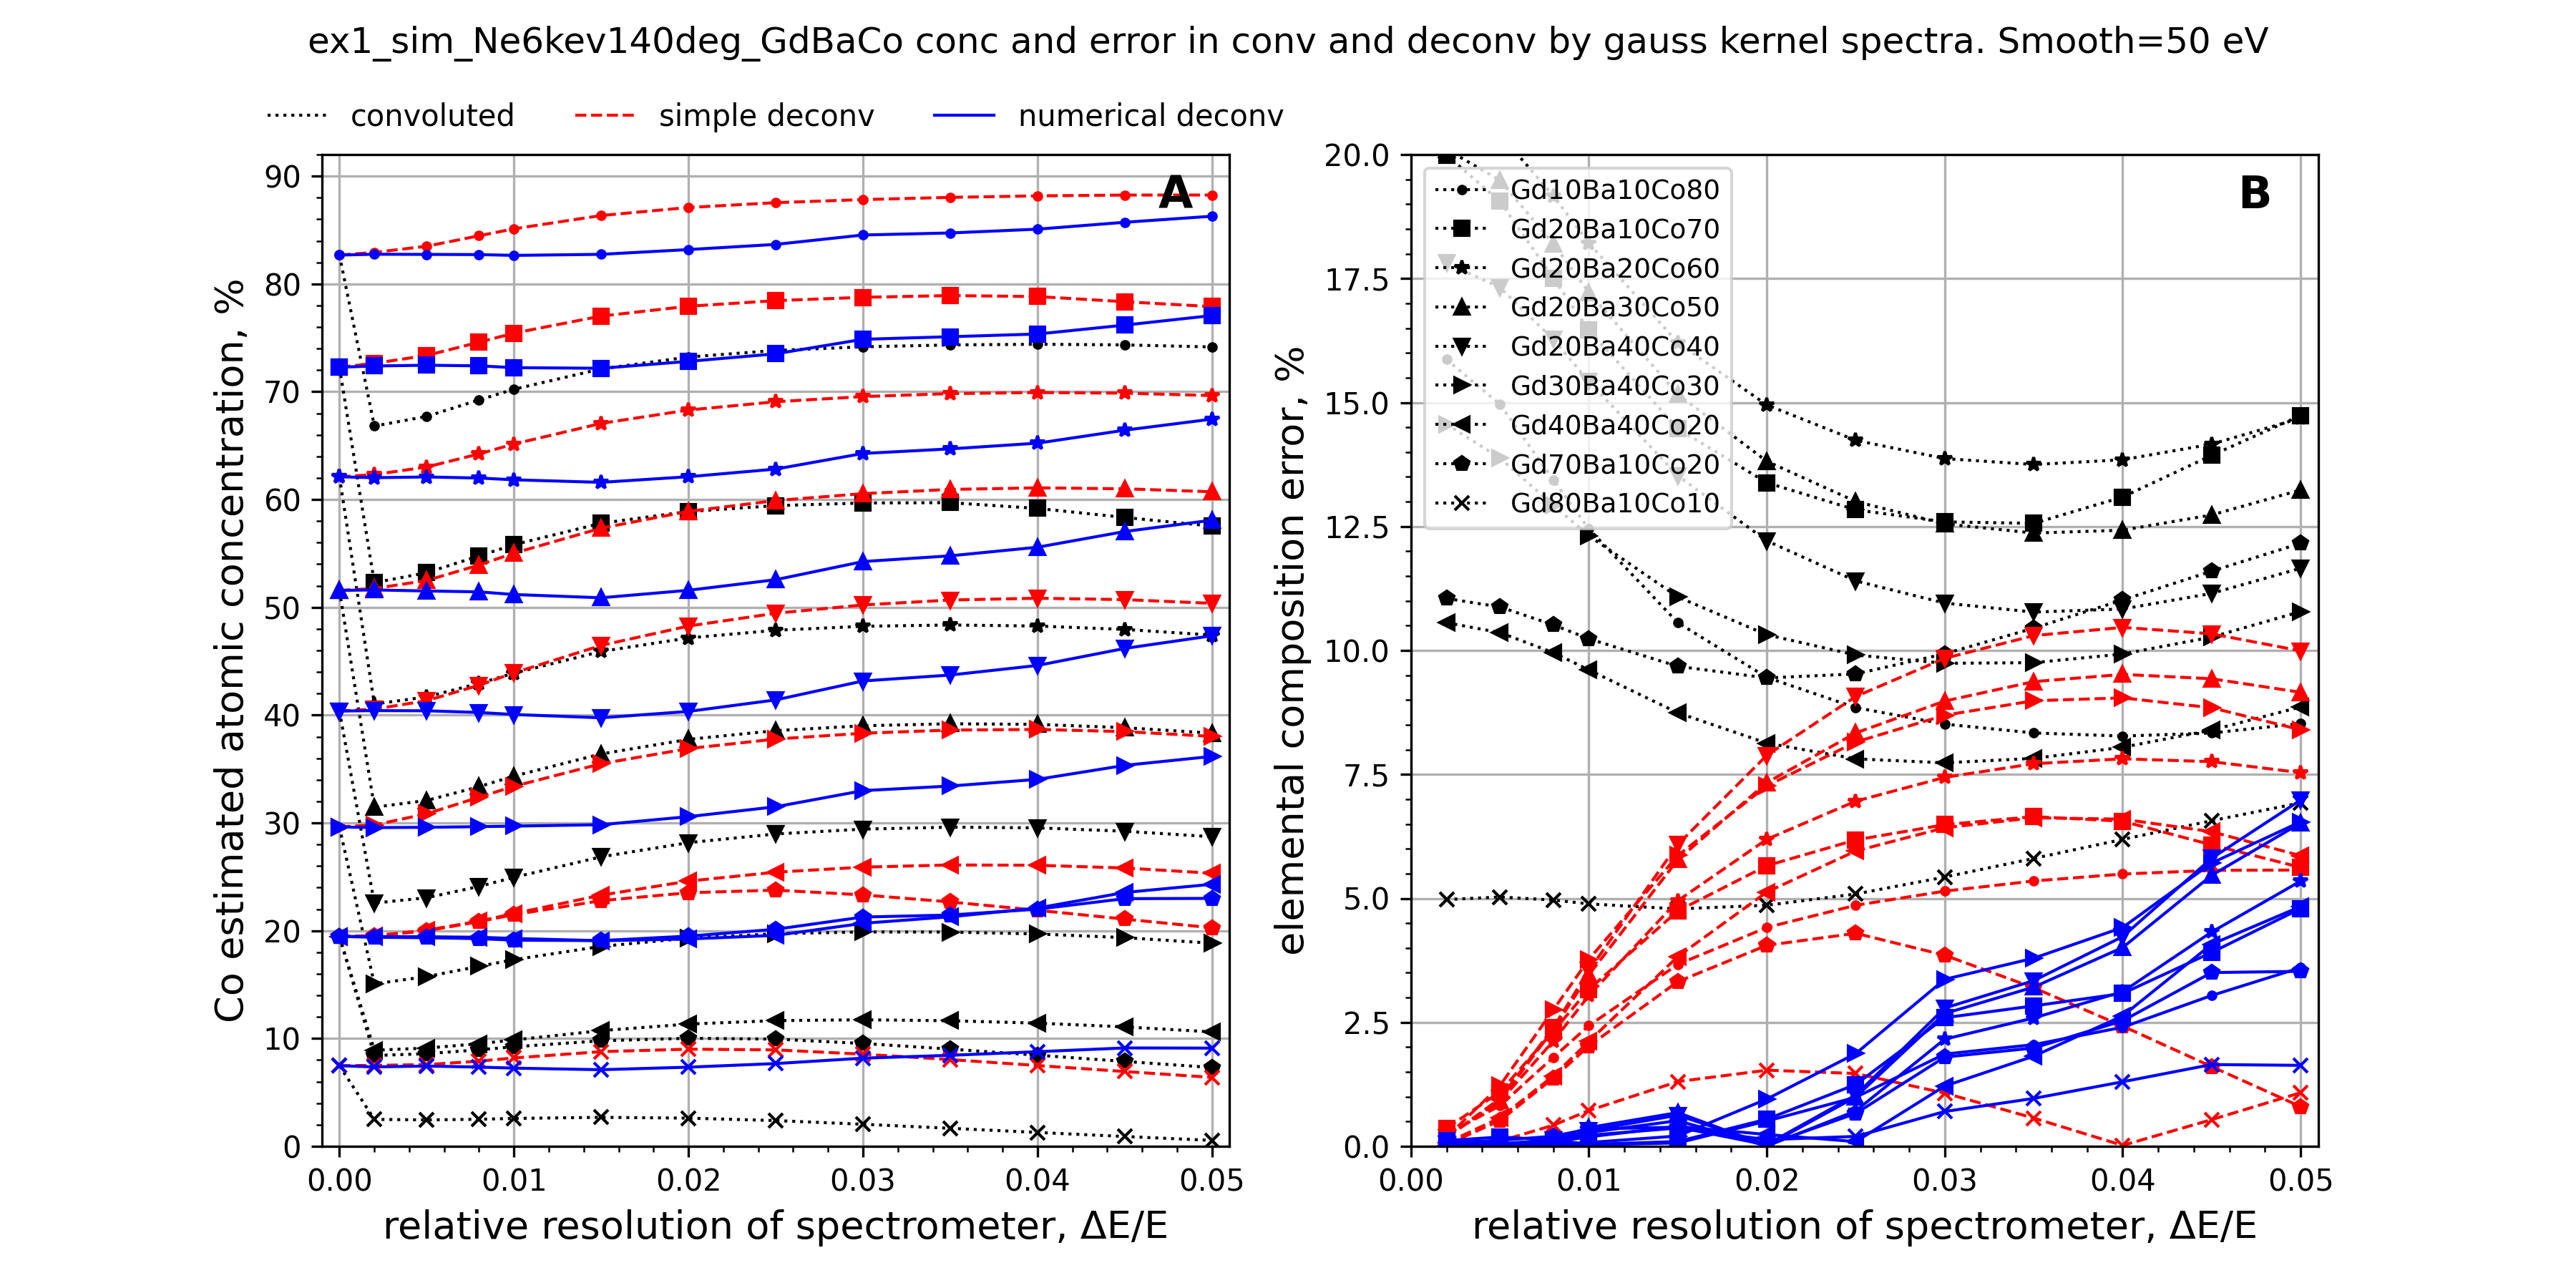 ex1_sim_Ne6kev140deg_GdBaCo conc and error in conv and deconv by gauss kernel spectra. Smooth=50 eV
convoluted simple deconv numerical deconv
A
Co estimated atomic concentration, %
90
80
70
60
50
40
30
20
10
0
0.00 0.01 0.02 0.03 0.04 0.05
relative resolution of spectrometer, ΔE/E
B
elemental composition error, %
20.0
17.5
15.0
12.5
10.0
7.5
5.0
2.5
0.0
Gd10Ba10Co80
Gd20Ba10Co70
Gd20Ba20Co60
Gd20Ba30Co50
Gd20Ba40Co40
Gd30Ba40Co30
Gd40Ba40Co20
Gd70Ba10Co20
Gd80Ba10Co10
0.00 0.01 0.02 0.03 0.04 0.05
relative resolution of spectrometer, ΔE/E